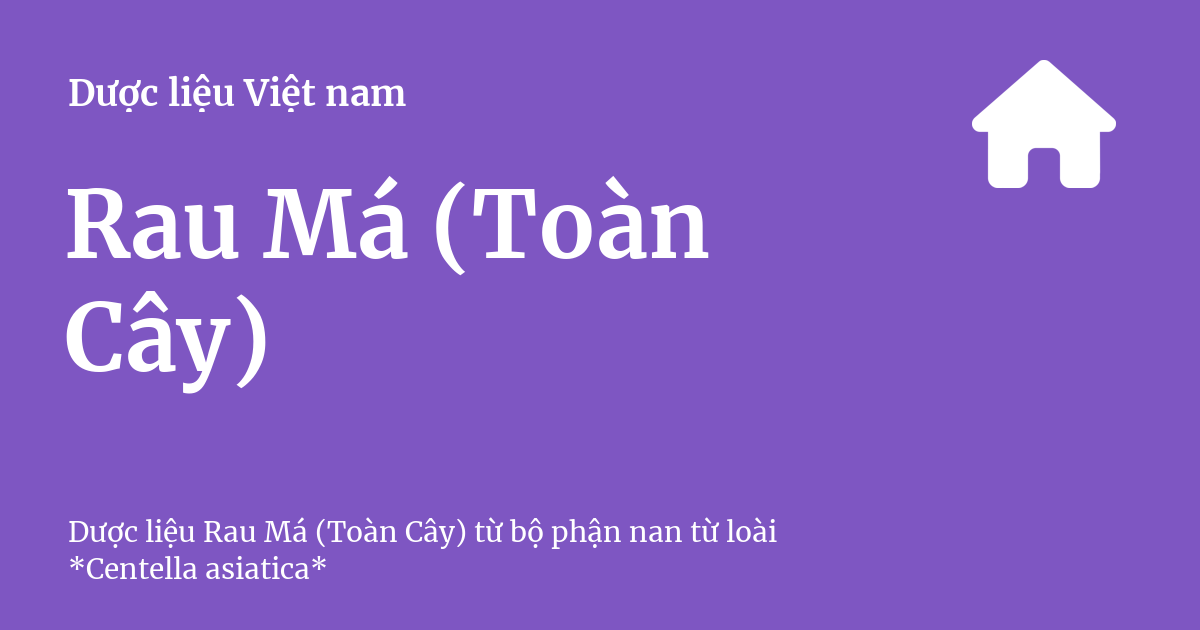 Dược liệu Việt nam
Rau Má (Toàn
Cây)
Dược liệu Rau Má (Toàn Cây) từ bộ phận nan từ loài
*Centella asiatica*